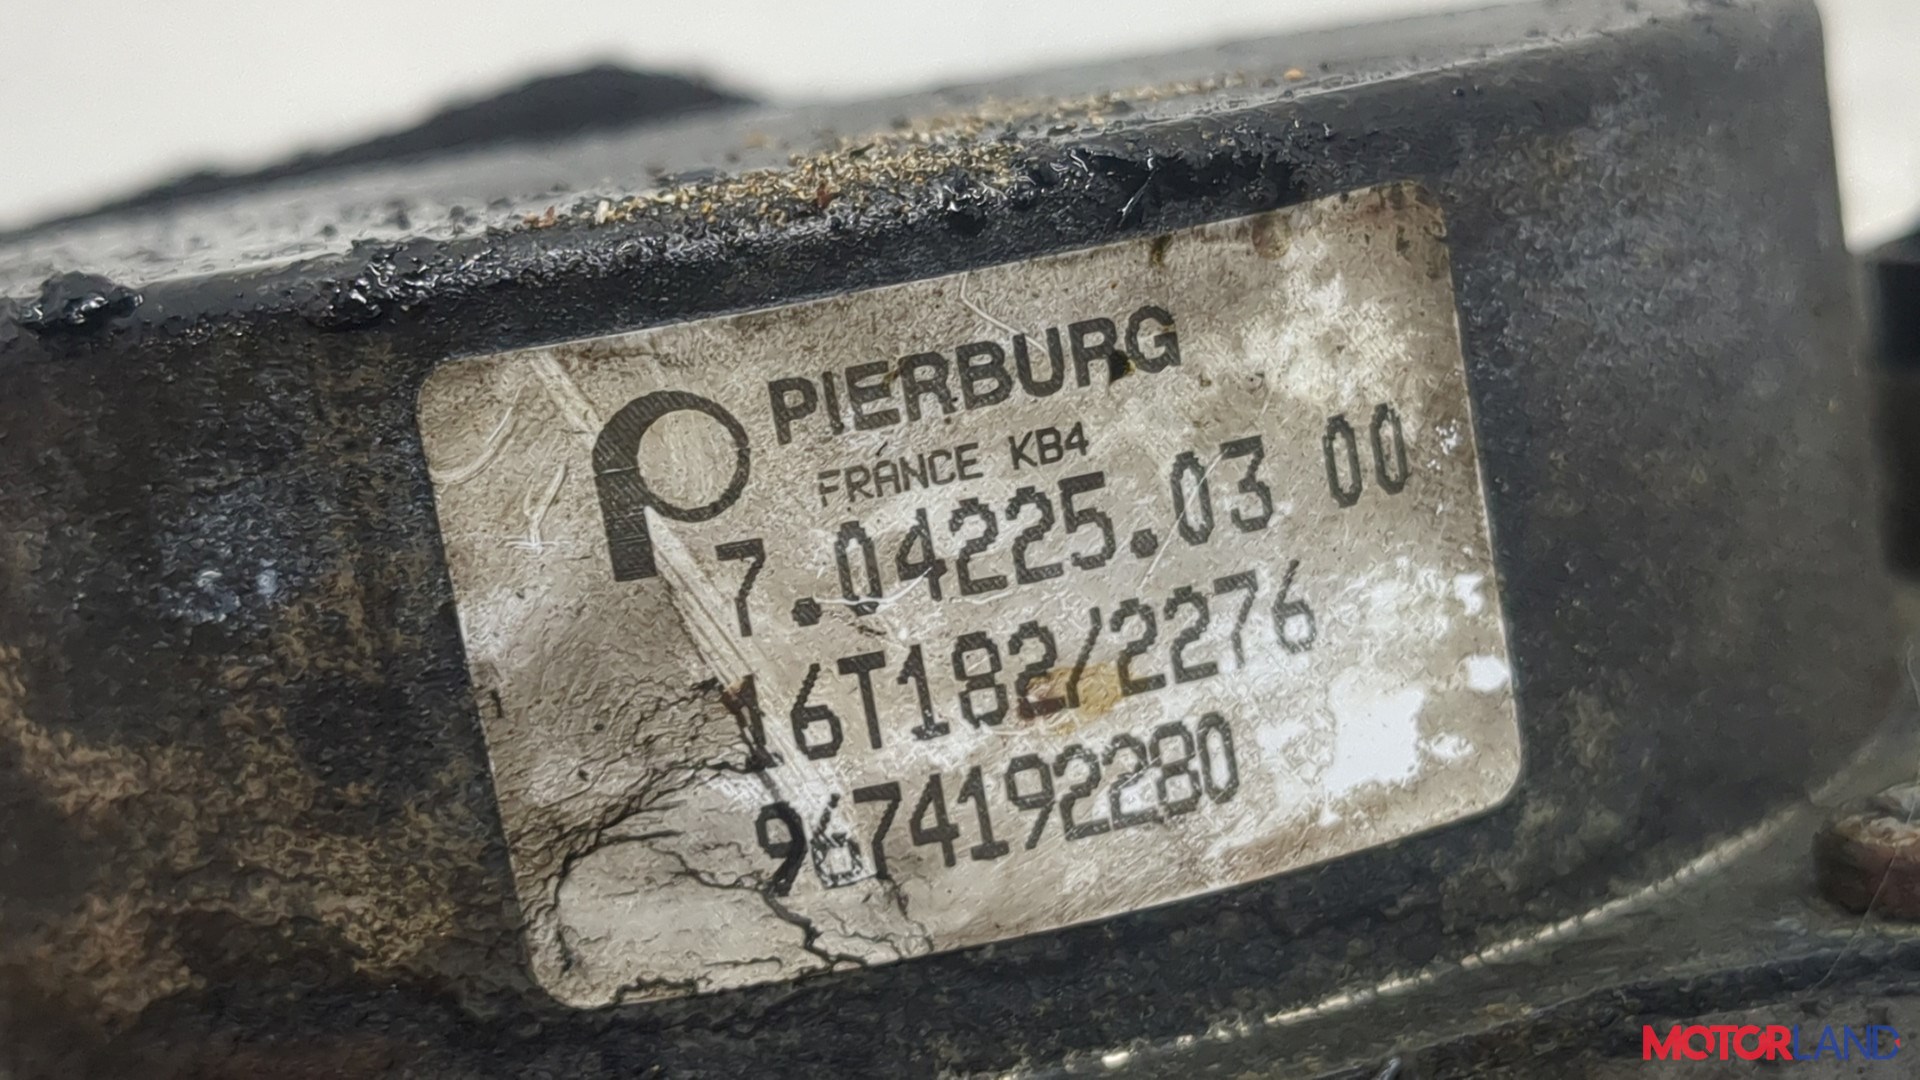 PIERBURG
FRANCE KB4
7.04225.03 00
16T182/2276
9674192280
MOTORLAND